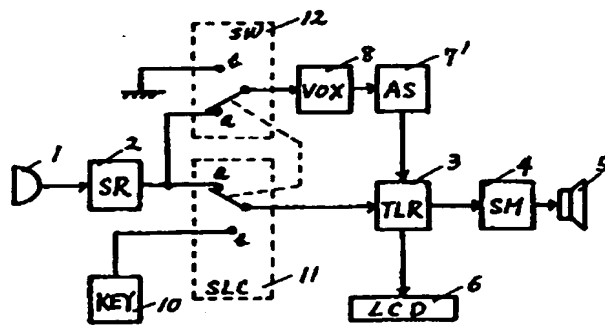 SW 12
e
8 7'
VOX AS
a
1 2 3 4 5
SR a TLR SM
e
KEY 10 SLC 11 6
LCD